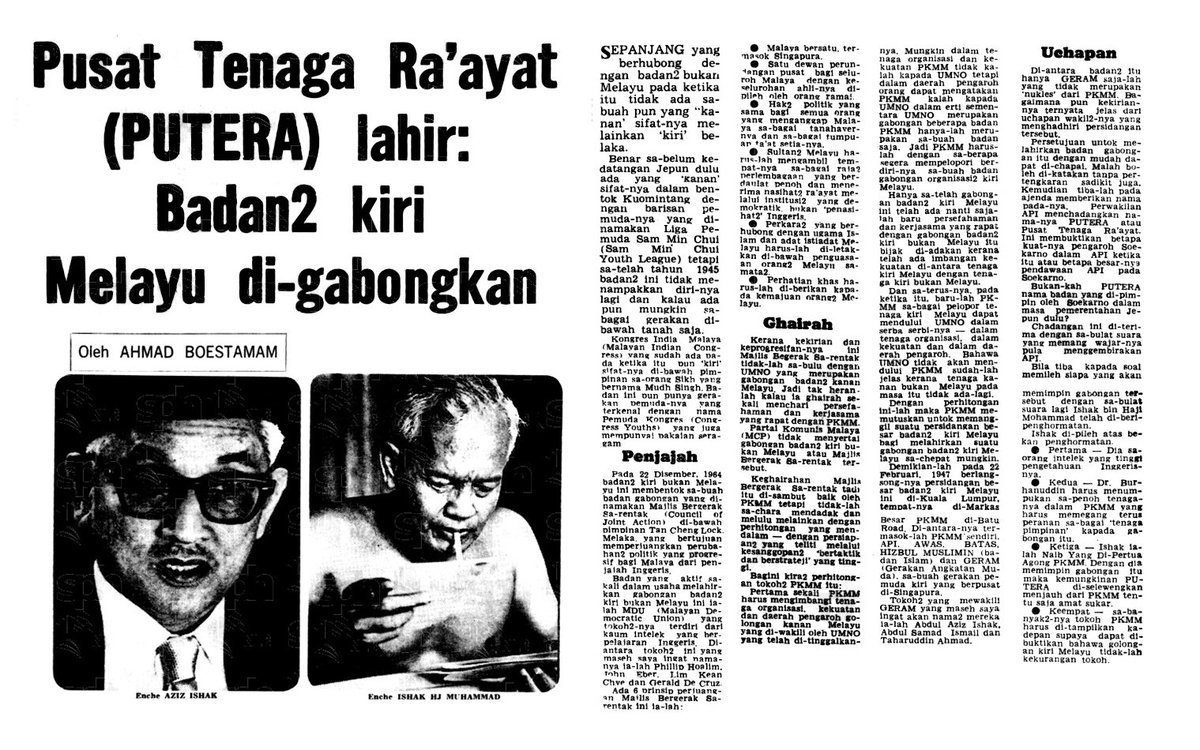 Pusat Tenaga Ra'ayat
(PUTERA) lahir:
Badan2 kiri
Melayu di-gabongkan
Oleh AHMAD BOESTAMAM
Enche AZIZ ISHAK
Enche ISHAK HJ MUHAMMAD
SEPANJANG yang
berhubong de-
ngan badan2 bukan
Melayu pada ketika
itu tidak ada sa-
buah pun yang "ka-
nan' sifat-nya me-
lainkan 'kiri' be-
laka.
Benar sa-belum ke-
datangan Jepun dulu
ada yang 'kanan'
sifat-nya dalam ben-
tok Kuomintang de-
ngan barisan pe-
muda-nya yang di-
namakan Liga Pe-
muda Sam Min Chui
(Sam Min Chui
Youth League) tetapi
sa-telah tahun 1945
badan2 ini tidak me-
nampakkan diri-nya
lagi dan kalau ada
pun mungkin sa-
bagai gerakan di-
bawah tanah saja.
Kongres India Malaya
(Malayan Indian Cong-
ress) yang sudah ada pa-
da ketika itu pun 'kiri'
sifat-nya di-bawah pim-
pinan sa-orang Sikh yang
bernama Mudh Singh. Ba-
dan ini pun punya gera-
kan pemuda-nya yang
terkenal dengan nama
Pemuda Kongres (Cong-
ress Youths) yang juga
mempunyai pakaian sera-
gam
Penjajah
Pada 22 Disember, 1964
badan2 kiri bukan Mela-
yu ini membentok sa-buah
badan gabongan yang di-
namakan Majlis Bergerak
Sa-rentak (Council of
Joint Action) di-bawah
pimpinan Tan Cheng Lock,
Melaka, yang bertujuan
memperjuangkan peruba-
han2 politik yang progre-
sif bagi Malaya dari pen-
jajah Inggeris.
Badan yang aktif sa-
kali dalam usaha melahir-
kan gabongan badan2
kiri bukan Melayu ini ia-
lah MDU (Malayan De-
mocratic Union) yang
tokoh2-nya terdiri dari
kaum intelek yang ber-
pelajaran Inggeris. Di-
antara tokoh2 ini yang
maseh saya ingat nama-
nya ia-lah Phillip Hoalim,
John Eber, Lim Kean
Chye dan Gerald De Cruz.
Ada 6 prinsip perjuang-
an Majlis Bergerak Sa-
rentak ini ia-lah:
● Malaya bersatu, ter-
masok Singapura.
● Satu dewan perun-
dangan pusat bagi selu-
roh Malaya dengan ke-
selurohan ahli-nya di-
pileh oleh orang ramai.
● Hak2 politik yang
sama bagi semua orang
yang menganggap Mala-
ya sa-bagai tanahayer-
nya dan sa-bagai tumpu-
an ta'at setia-nya.
● Sultan2 Melayu ha-
rus-lah mengambil tem-
pat-nya sa-bagai raja2
perlembagaan yang ber-
daulat penoh dan mene-
rima nasihat2 ra'ayat me-
lalui institusi2 yang de-
mokratik bukan 'penasi-
hat2' Inggeris.
● Perkara2 yang ber-
hubong dengan ugama Is-
lam dan adat istiadat Me-
layu harus-lah di-letak-
kan di-bawah penguasa-
an orang2 Melayu sa-
mata2.
● Perhatian khas ha-
rus-lah di-berikan kapa-
da kemajuan orang2 Me-
layu.
Ghairah
Kerana kekirian dan
keprogresifan-nya ini
Majlis Begerak Sa-rentak
tidak-lah sa-bulu dengan
UMNO yang merupakan
gabongan badan2 kanan
Melayu. Jadi tak heran-
lah kalau ia ghairah se-
kali menchari persefa-
haman dan kerjasama
yang rapat dengan PKMM.
Partai Komunis Malaya
(MCP) tidak menyertai
gabongan badan2 kiri bu-
kan Melayu atau Majlis
Bergerak Sa-rentak ter-
sebut.
Keghairahan Majlis
Bergerak Sa-rentak tadi
itu di-sambut baik oleh
PKMM tetapi tidak-lah
sa-chara mendadak dan
melulu melainkan dengan
perhitongan yang men-
dalam — dengan persiap-
an2 yang teliti melalui
kesanggopan2 'bertaktik
dan berstrateji' yang ting-
gi.
Bagini kira2 perhitong-
an tokoh2 PKMM itu:
Pertama sekali PKMM
harus mengimbangi tena-
ga organisasi, kekuatan
dan daerah pengaroh go-
longan kanan Melayu
yang di-wakili oleh UMNO
yang telah di-tinggalkan-
nya. Mungkin dalam te-
naga organisasi dan ke-
kuatan PKMM tidak ka-
lah kapada UMNO tetapi
dalam daerah pengaroh
orang dapat mengatakan
PKMM kalah kapada
UMNO dalam erti semen-
tara UMNO merupakan
gabongan beberapa badan
PKMM hanya-lah meru-
pakan sa-buah badan
saja. Jadi PKMM harus-
lah dengan sa-berapa
segera mempelopori ber-
diri-nya sa-buah badan
gabongan organisasi2 kiri
Melayu.
Hanya sa-telah gabong-
an badan2 kiri Melayu
ini telah ada nanti saja-
lah baru persefahaman
dan kerjasama yang rapat
dengan gabongan badan2
kiri bukan Melayu itu
bijik di-adakan kerana
telah ada imbangan ke-
kuatan di-antara tenaga
kiri Melayu dengan tena-
ga kiri bukan Melayu.
Dan sa-terus-nya, pada
ketika itu, baru-lah PK-
MM sa-bagai pelopor te-
naga kiri Melayu dapat
mendului UMNO dalam
serba serbi-nya — dalam
tenaga organisasi, dalam
kekuatan dan dalam da-
erah pengaroh. Bahawa
UMNO tidak akan men-
dului PKMM sudah-lah
jelas kerana tenaga ka-
nan bukan Melayu pada
masa itu tidak ada-lagi.
Dengan perhitongan
ini-lah maka PKMM me-
mutuskan untok memang-
gil suatu persidangan be-
sar badan2 kiri Melayu
bagi melahirkan suatu
gabongan badan2 kiri Me-
layu sa-chepat mungkin.
Demikian-lah pada 22
Februari, 1947 berlang-
song-nya persidangan be-
sar badan2 kiri Melayu
ini di-Kuala Lumpur,
tempat-nya di-Markas
Besar PKMM di-Batu
Road. Di-antara-nya ter-
masok-lah PKMM sendiri,
API, AWAS, BATAS,
HIZBUL MUSLIMIN (ba-
dan Islam) dan GERAM
(Gerakan Angkatan Mu-
da), sa-buah gerakan pe-
muda kiri yang berpusat
di-Singapura.
Tokoh2 yang mewakili
GERAM yang maseh saya
ingat akan nama2 mereka
ia-lah Abdul Aziz Ishak,
Abdul Samad Ismail dan
Taharuddin Ahmad.
Uchapan
Di-antara badan2 itu
hanya GERAM saja-lah
yang tidak merupakan
'nukles' dari PKMM. Ba-
gaimana pun kekirian-
nya ternyata jelas dari
uchapan wakil2-nya yang
menghadhiri persidangan
tersebut.
Persetujuan untok me-
lahirkan badan gabong-
an itu dengan mudah da-
pat di-chapai. Malah bo-
leh di-katakan tanpa per-
tengkaran sadikit juga.
Kemudian tiba-lah pada
ajenda memberikan nama
pada-nya. Perwakilan
API menchadangkan na-
ma-nya PUTERA atau
Pusat Tenaga Ra'ayat.
Ini membuktikan betapa
kuat-nya pengaroh Soe-
karno dalam API ketika
itu atau betapa besar-nya
pendawaan API pada
Soekarno.
Bukan-kah PUTERA
nama badan yang di-pim-
pin oleh Soekarno dalam
masa pemerentahan Je-
pun dulu?
Chadangan ini di-teri-
ma dengan sa-bulat suara
yang memang wajar-nya
pula menggembirakan
API.
Bila tiba kapada soal
memileh siapa yang akan
memimpin gabongan ter-
sebut dengan sa-bulat
suara lagi Ishak bin Haji
Mohammad telah di-beri-
penghormatan.
Ishak di-pileh atas be-
kan penghormatan.
● Pertama — Dia sa-
orang intelek yang tinggi
pengetahuan Inggeris-
nya.
● Kedua — Dr. Bur-
hanuddin harus menum-
pukan sa-penoh tenaga-
nya dalam PKMM yang
harus memegang terus
peranan sa-bagai 'tenaga
pimpinan' kapada ga-
bongan itu.
● Ketiga — Ishak ia-
lah Naib Yang Di-Pertua
Agong PKMM. Dengan dia
memimpin gabongan itu
maka kemungkinan PU-
TERA di-selewengkan
menjauh dari PKMM ten-
tu saja amat sukar.
● Keempat — sa-ba-
nyak2-nya tokoh PKMM
harus di-tampilkan ka-
depan supaya dapat di-
buktikan bahawa golong-
an kiri Melayu tidak-lah
kekurangan tokoh.